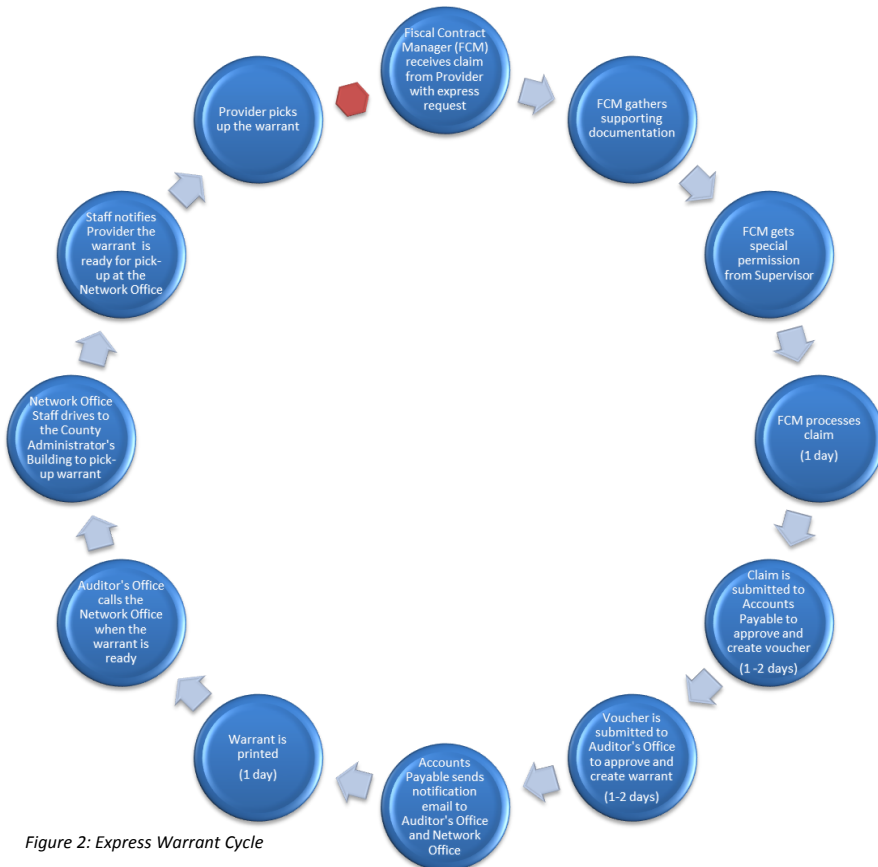 Fiscal Contract
Manager (FCM)
receives claim
from Provider
with express
request
FCM gathers
supporting
documentation
FCM gets
special
permission
from Supervisor
FCM processes
claim
(1 day)
Claim is
submitted to
Accounts
Payable to
approve and
create voucher
(1 -2 days)
Voucher is
submitted to
Auditor's Office
to approve and
create warrant
(1-2 days)
Accounts
Payable sends
notification
email to
Auditor's Office
and Network
Office
Warrant is
printed
(1 day)
Auditor's Office
calls the
Network Office
when the
warrant is
ready
Network Office
Staff drives to
the County
Administrator's
Building to pick-
up warrant
Staff notifies
Provider the
warrant is
ready for pick-
up at the
Network Office
Provider picks
up the warrant
Figure 2: Express Warrant Cycle